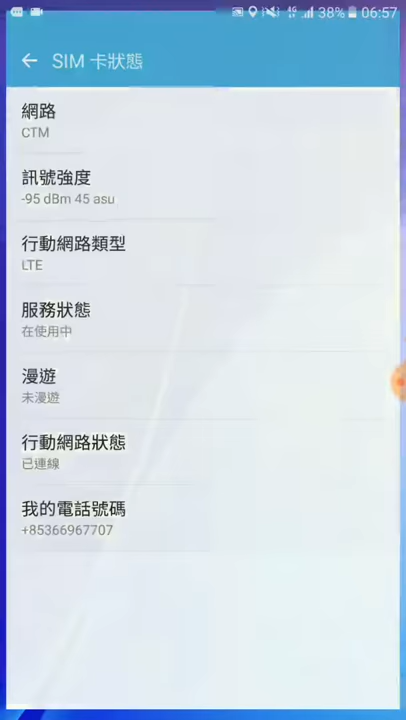 4G 38% 06:57
SIM 卡狀態
網路
CTM
訊號強度
-95 dBm 45 asu
行動網路類型
LTE
服務狀態
在使用中
漫遊
未漫遊
行動網路狀態
已連線
我的電話號碼
+85366967707